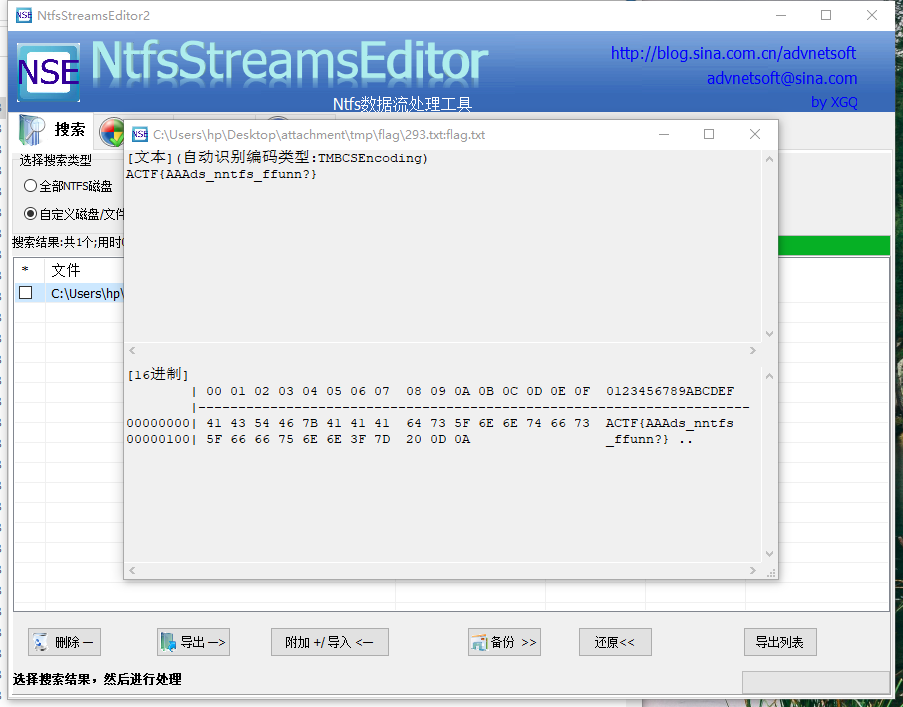 NSE NtfsStreamsEditor2
NSE NtfsStreamsEditor
http://blog.sina.com.cn/advnetsoft
advnetsoft@sina.com
Ntfs数据流处理工具
by XGQ
搜索
选择搜索类型
全部NTFS磁盘
自定义磁盘/文件
搜索结果:共1个;用时
* 文件
C:\Users\hp\
NSE C:\Users\hp\Desktop\attachment\tmp\flag\293.txt:flag.txt
[文本](自动识别编码类型:TMBCSEncoding)
ACTF{AAAds_nntfs_ffunn?}
[16进制]
| 00 01 02 03 04 05 06 07 08 09 0A 0B 0C 0D 0E 0F 0123456789ABCDEF
|--------------------------------------------------------------------
00000000| 41 43 54 46 7B 41 41 41 64 73 5F 6E 6E 74 66 73 ACTF{AAAds_nntfs
00000100| 5F 66 66 75 6E 6E 3F 7D 20 0D 0A _ffunn?} ..
删除 — 导出 —> 附加 +/导入 <— 备份 >> 还原<< 导出列表
选择搜索结果，然后进行处理